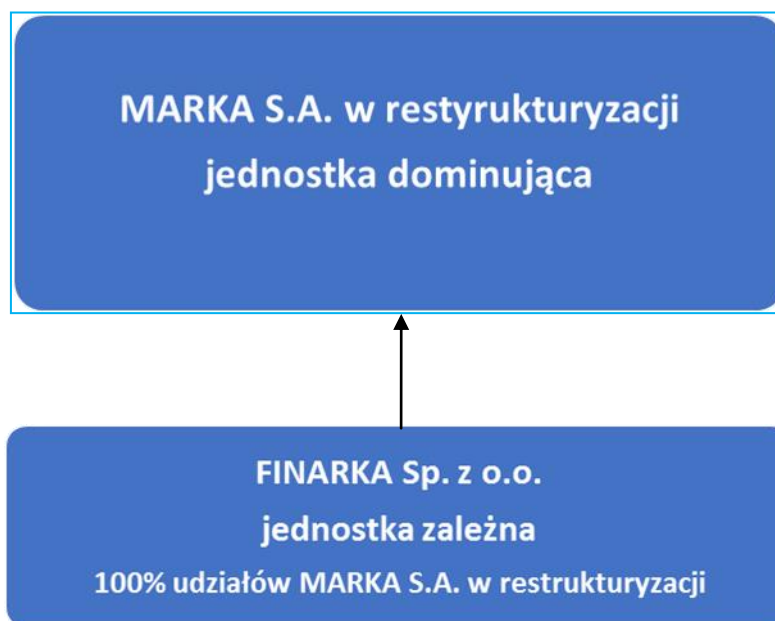 MARKA S.A. w restyrukturyzacji
jednostka dominująca
FINARKA Sp. z o.o.
jednostka zależna
100% udziałów MARKA S.A. w restrukturyzacji